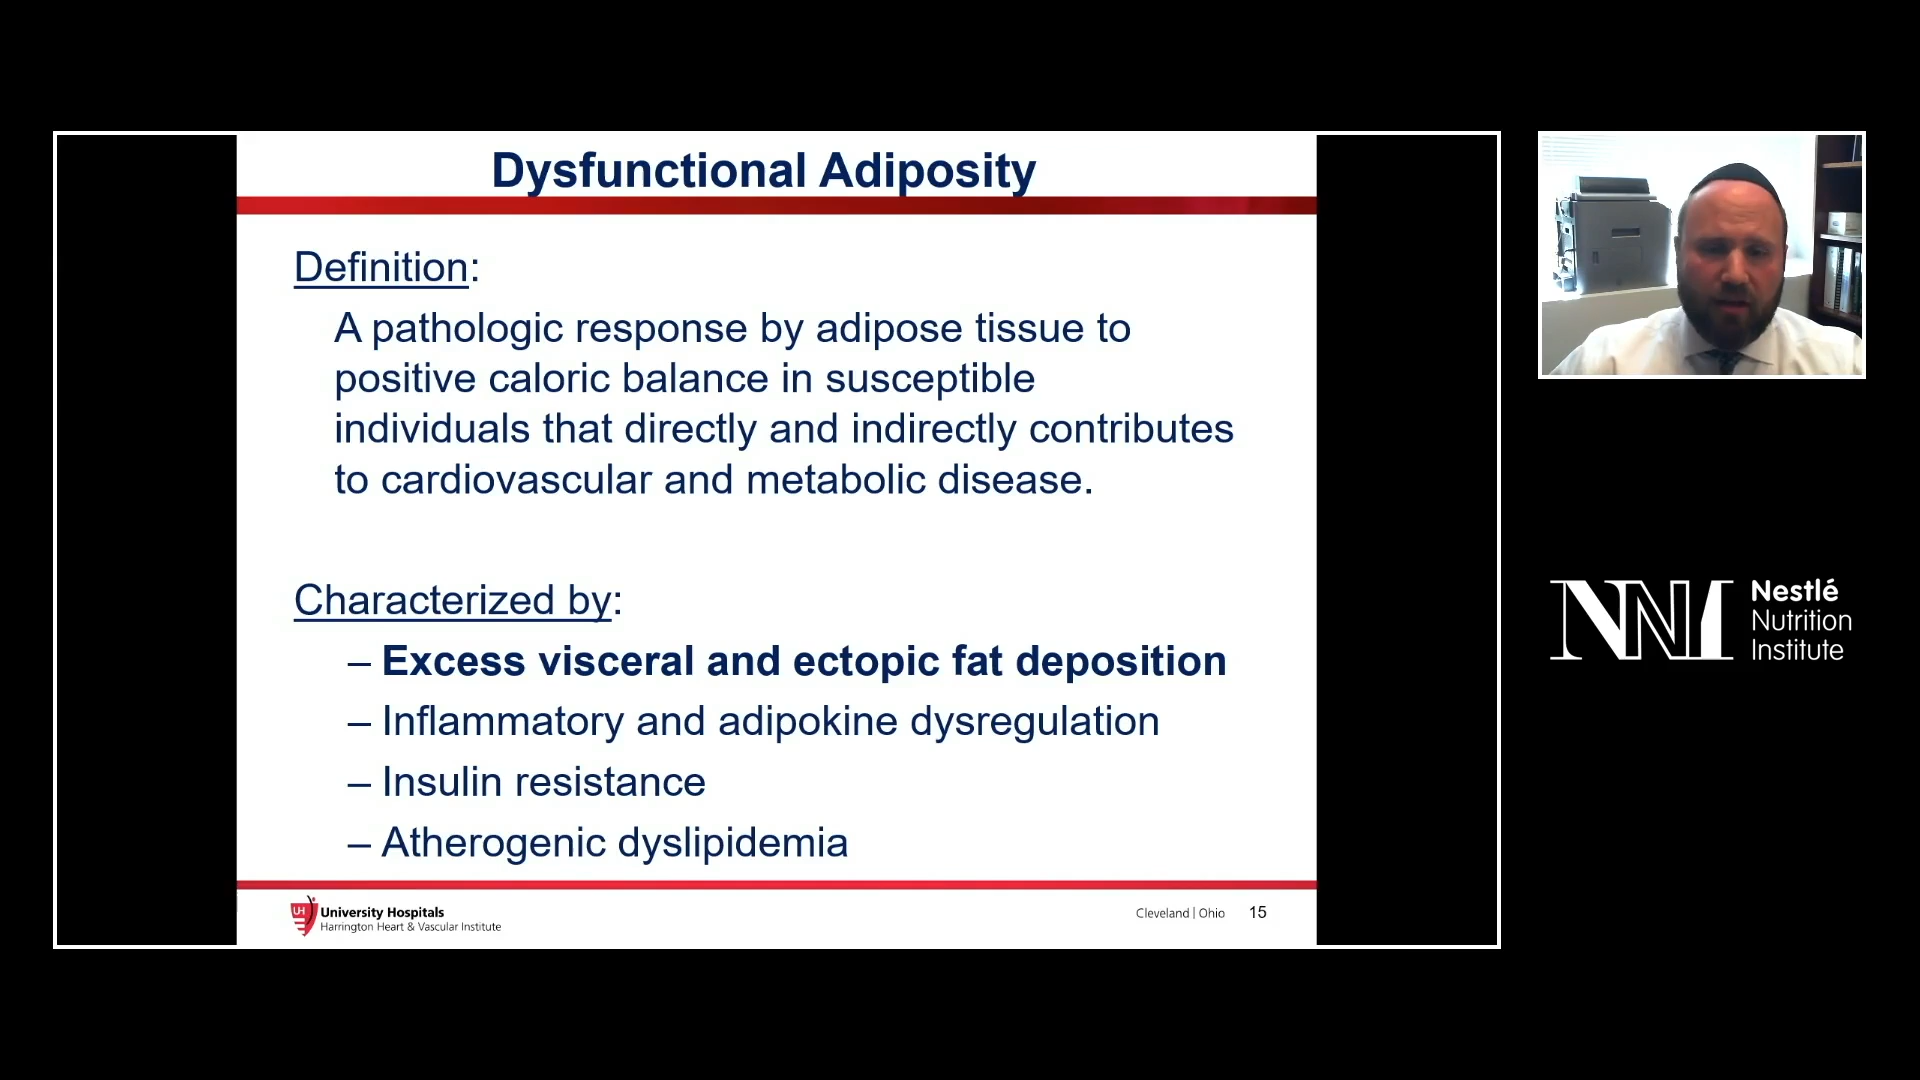 Dysfunctional Adiposity
Definition:
A pathologic response by adipose tissue to
positive caloric balance in susceptible
individuals that directly and indirectly contributes
to cardiovascular and metabolic disease.
Characterized by:
– Excess visceral and ectopic fat deposition
– Inflammatory and adipokine dysregulation
– Insulin resistance
– Atherogenic dyslipidemia
UH
University Hospitals
Harrington Heart & Vascular Institute
Cleveland | Ohio 15
NNI
Nestlé
Nutrition
Institute